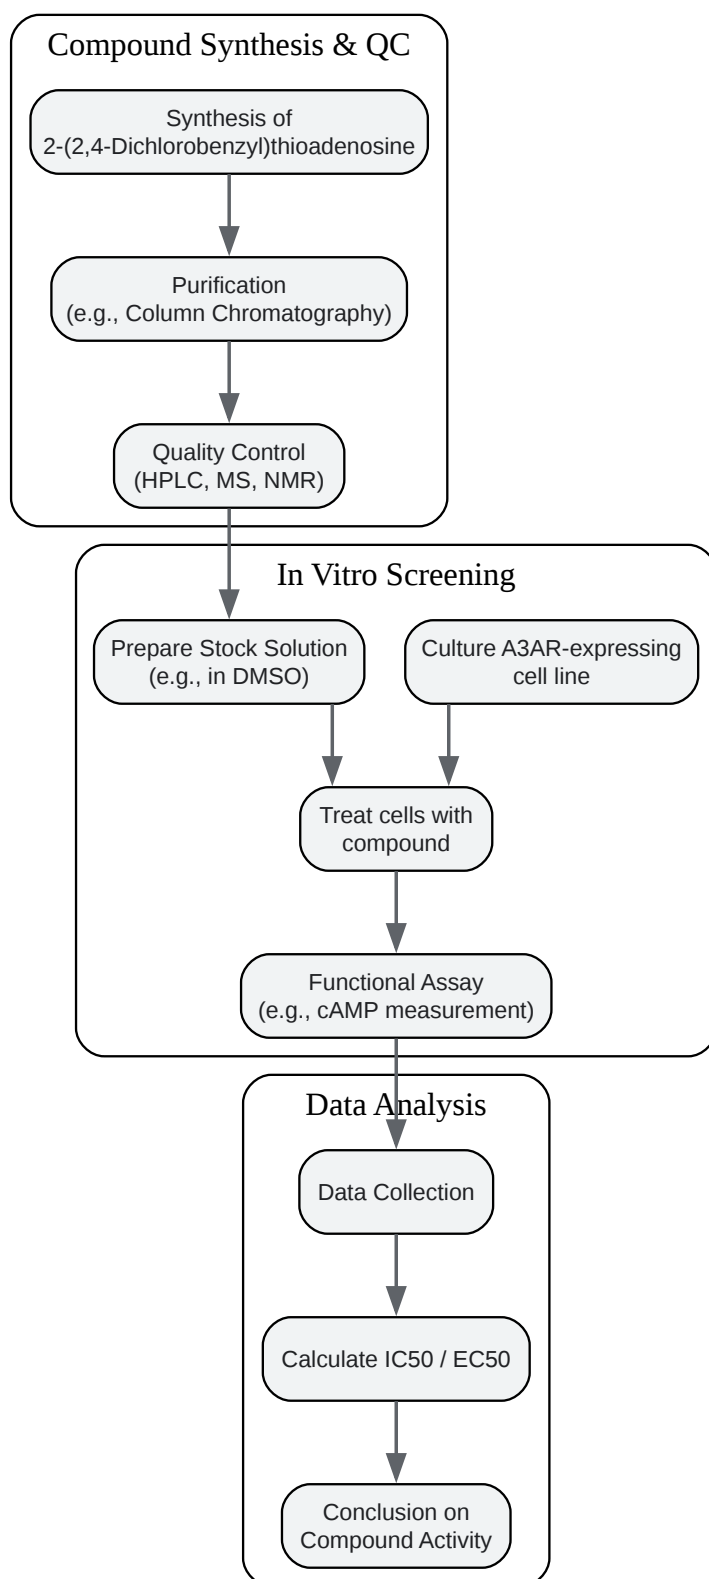 Compound Synthesis & QC
Synthesis of
2-(2,4-Dichlorobenzyl)thioadenosine
Purification
(e.g., Column Chromatography)
Quality Control
(HPLC, MS, NMR)
In Vitro Screening
Prepare Stock Solution
(e.g., in DMSO)
Culture A3AR-expressing
cell line
Treat cells with
compound
Functional Assay
(e.g., cAMP measurement)
Data Analysis
Data Collection
Calculate IC50 / EC50
Conclusion on
Compound Activity